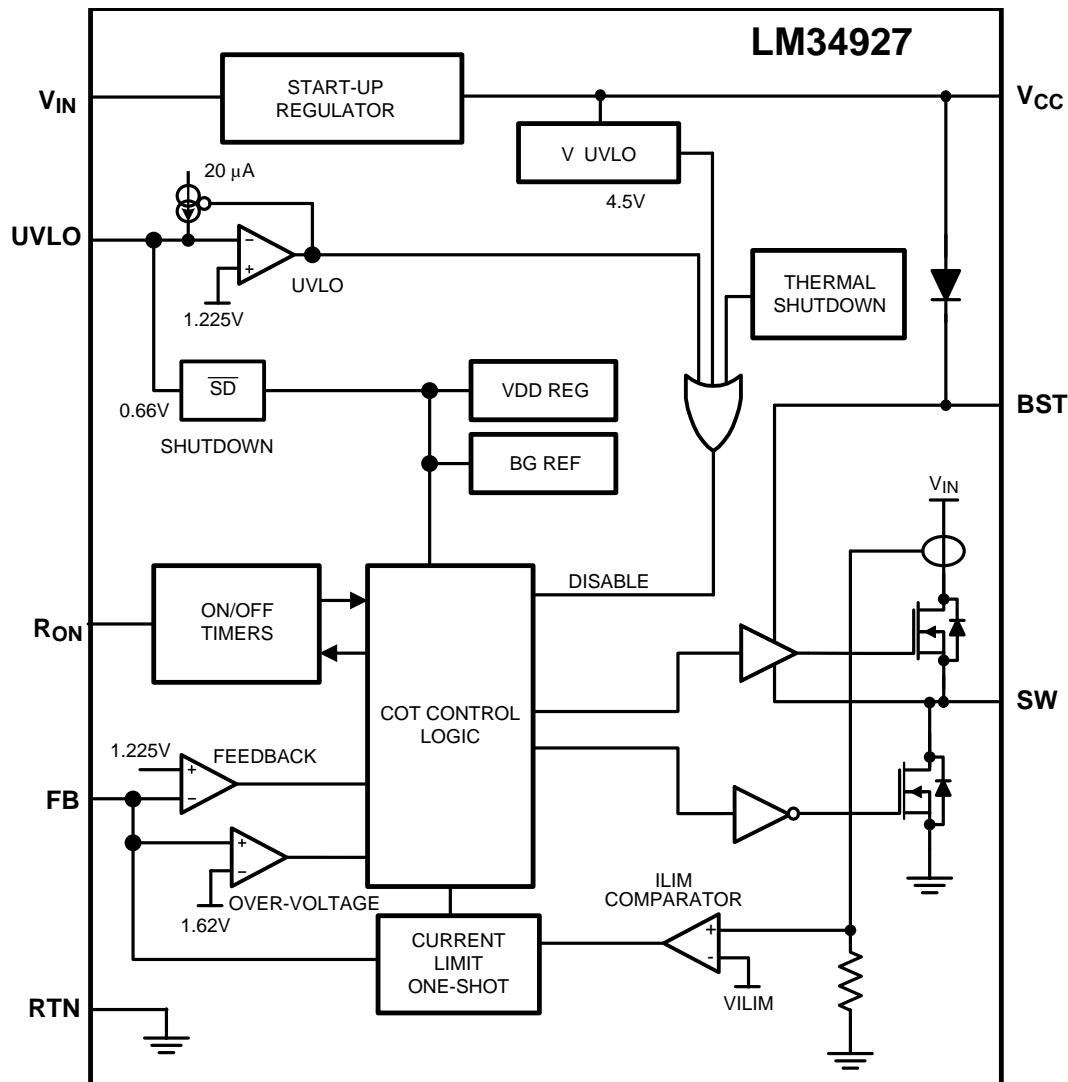 LM34927
VIN
START-UP
REGULATOR
VCC
V UVLO
4.5V
20 μA
UVLO
−
+
UVLO
1.225V
THERMAL
SHUTDOWN
SD
0.66V
SHUTDOWN
VDD REG
BG REF
BST
VIN
DISABLE
RON
ON/OFF
TIMERS
COT CONTROL
LOGIC
SW
1.225V
FEEDBACK
+
−
FB
+
−
OVER-VOLTAGE
1.62V
ILIM
COMPARATOR
+
-
VILIM
CURRENT
LIMIT
ONE-SHOT
RTN